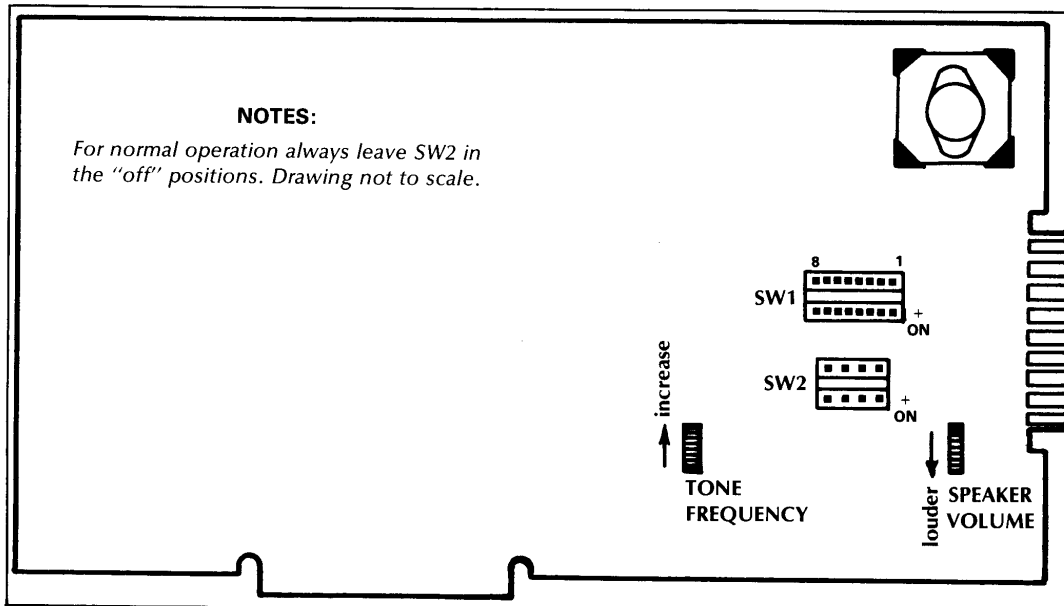 NOTES:
For normal operation always leave SW2 in
the “off” positions. Drawing not to scale.
8 1
SW1
+
ON
SW2
+
ON
increase
TONE
FREQUENCY
louder
SPEAKER
VOLUME